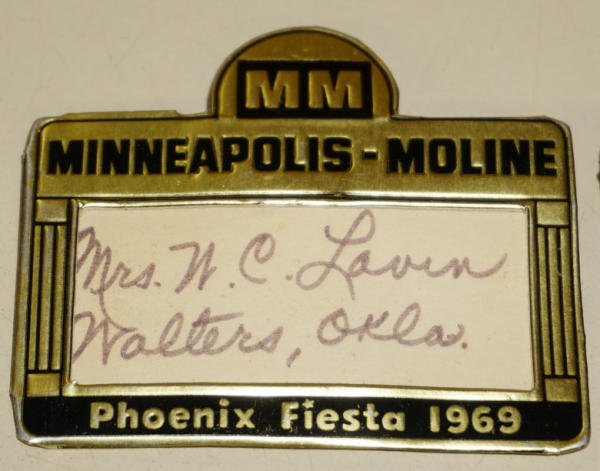 MM
MINNEAPOLIS - MOLINE
Mrs. W. C. Lavin
Walters, Okla.
Phoenix Fiesta 1969